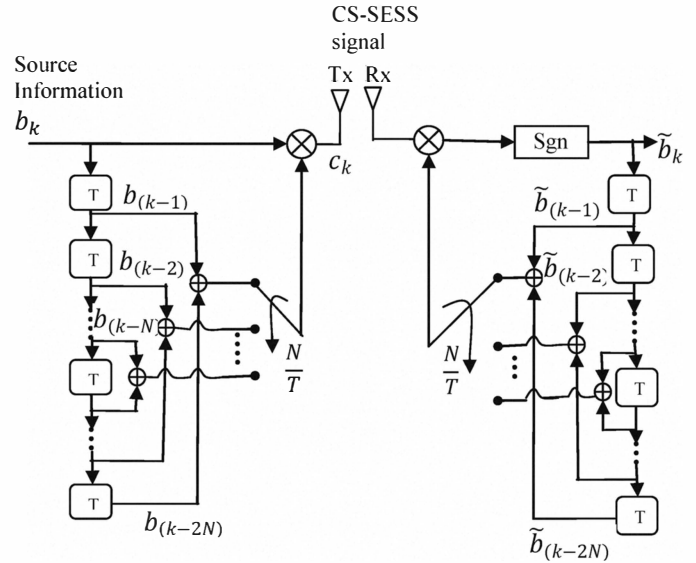 CS-SESS
signal
Source
Information
Tx Rx
b_k
c_k
Sgn
b̃_k
T
b_(k−1)
T
b_(k−2)
b_(k−N)
T
T
b_(k−2N)
N
T
T
b̃_(k−1)
T
b̃_(k−2)
N
T
T
T
b̃_(k−2N)